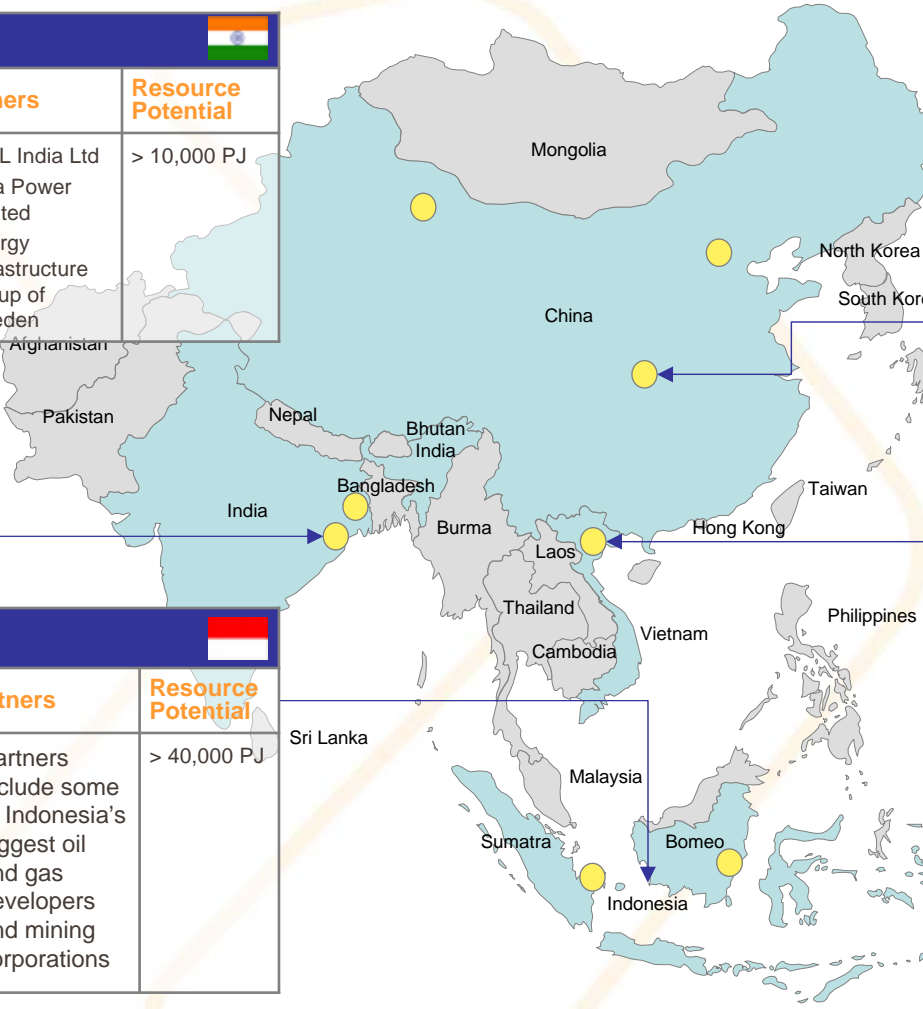 ners
Resource
Potential
L India Ltd
a Power
ted
rgy
rastructure
up of
eden
> 10,000 PJ
Mongolia
North Korea
South Kore
China
Afghanistan
Pakistan
Nepal
Bhutan
India
Bangladesh
India
Burma
Laos
Hong Kong
Taiwan
Thailand
Cambodia
Vietnam
Philippines
tners
Resource
Potential
artners
clude some
Indonesia's
ggest oil
nd gas
evelopers
nd mining
orporations
> 40,000 PJ
Sri Lanka
Malaysia
Sumatra
Borneo
Indonesia